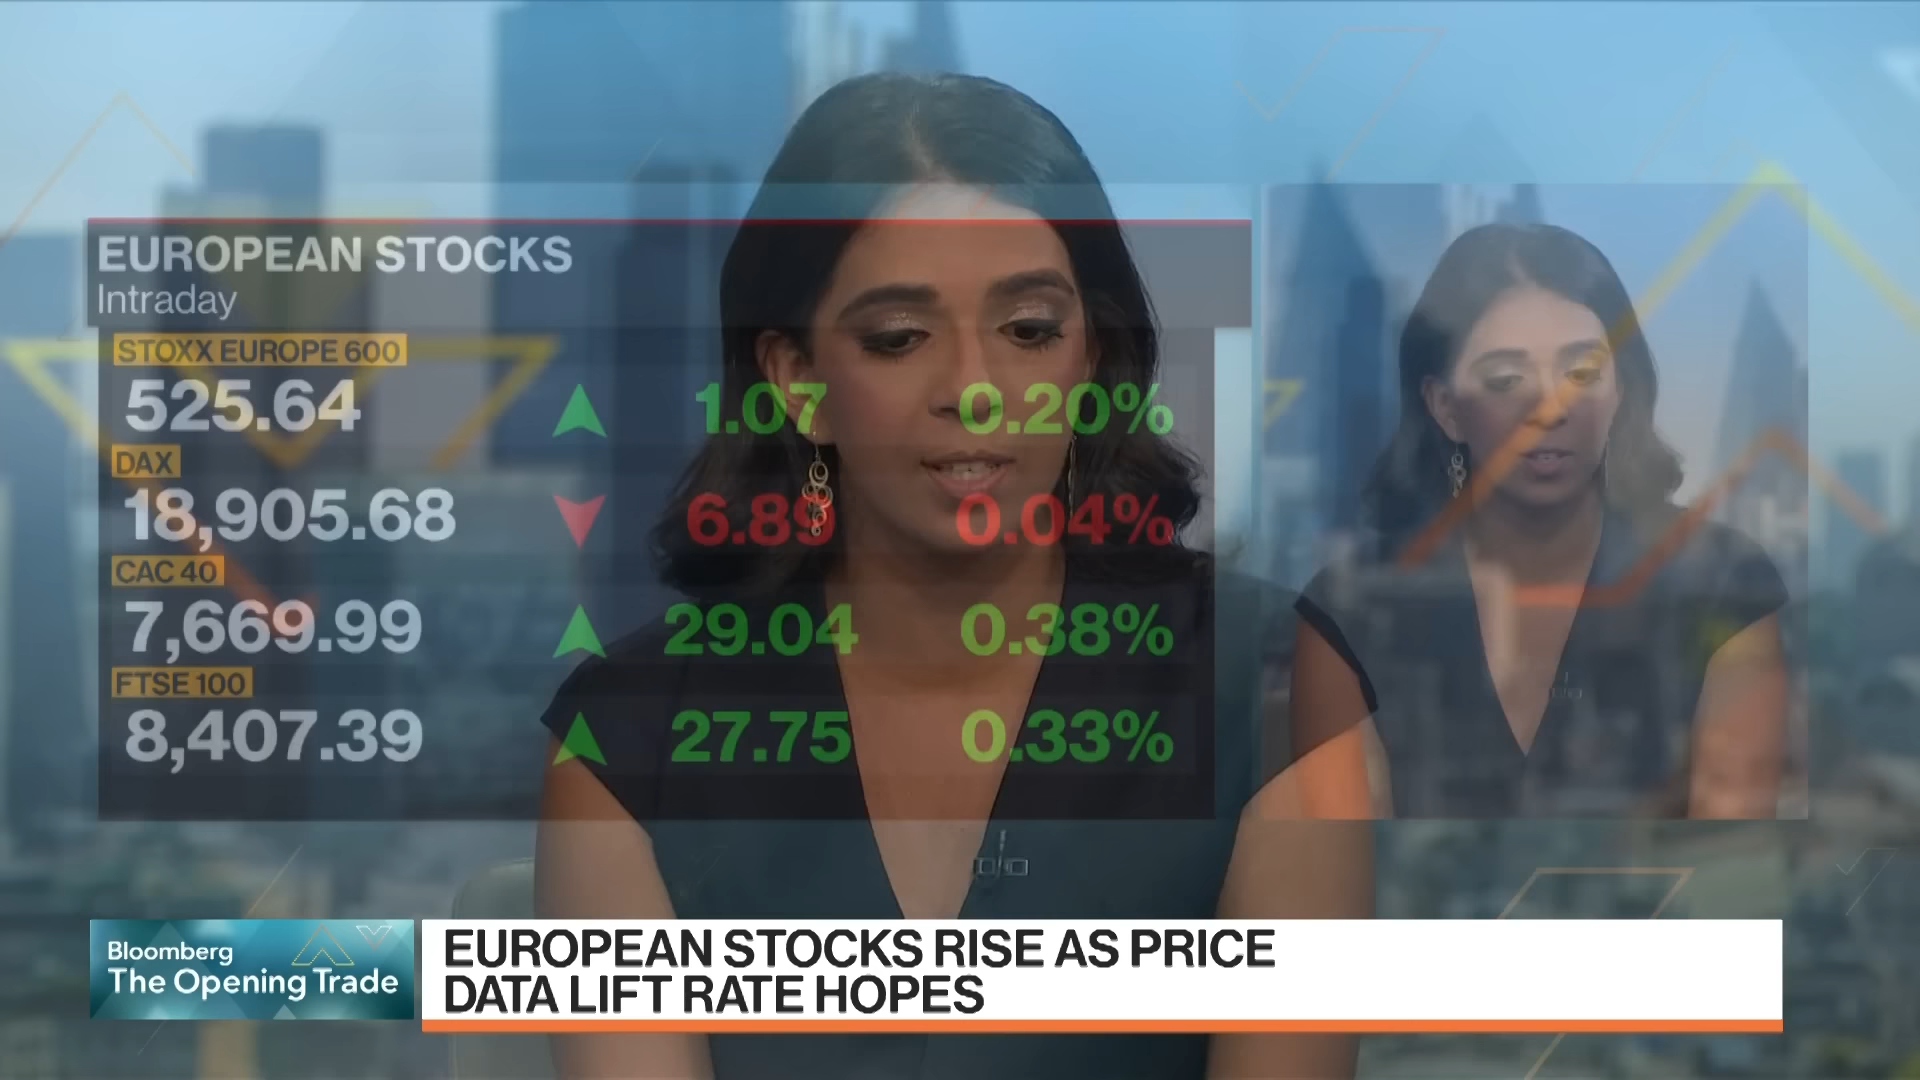 EUROPEAN STOCKS
Intraday
STOXX EUROPE 600
525.64 ▲ 1.07 0.20%
DAX
18,905.68 ▼ 6.89 0.04%
CAC 40
7,669.99 ▲ 29.04 0.38%
FTSE 100
8,407.39 ▲ 27.75 0.33%
Bloomberg
The Opening Trade
EUROPEAN STOCKS RISE AS PRICE
DATA LIFT RATE HOPES